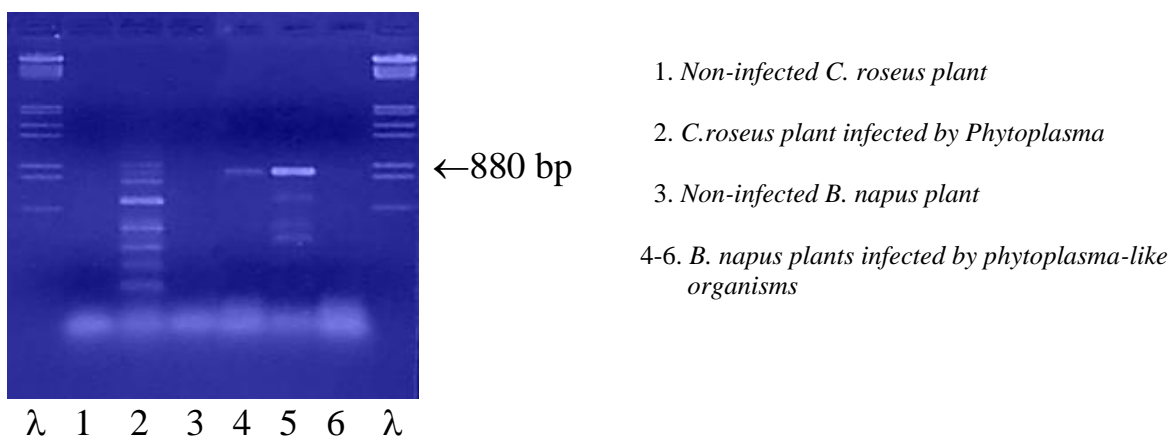 1. Non-infected C. roseus plant
2. C.roseus plant infected by Phytoplasma
←880 bp
3. Non-infected B. napus plant
4-6. B. napus plants infected by phytoplasma-like
organisms
λ 1 2 3 4 5 6 λ